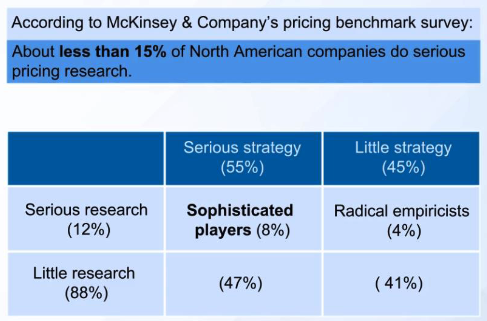 According to McKinsey & Company's pricing benchmark survey:
About less than 15% of North American companies do serious
pricing research.
Serious strategy
(55%)
Little strategy
(45%)
Serious research
(12%)
Sophisticated
players (8%)
Radical empiricists
(4%)
Little research
(88%)
(47%)
( 41%)